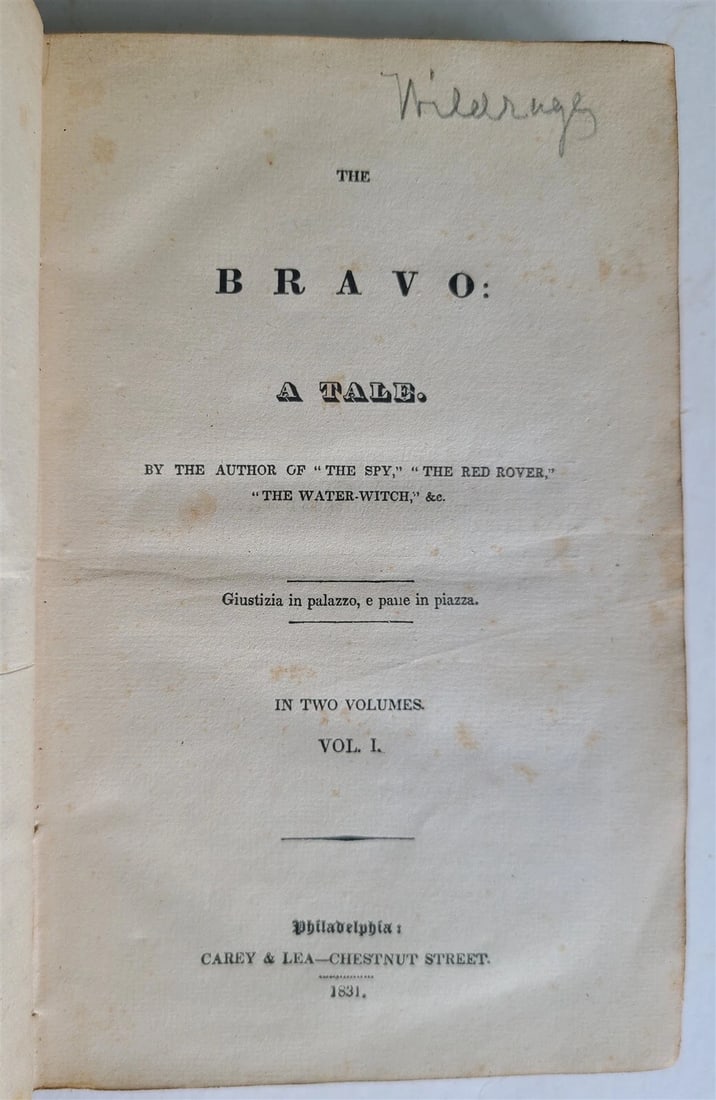 THE
BRAVO:
A TALE.
BY THE AUTHOR OF “THE SPY,” “THE RED ROVER,”
“THE WATER-WITCH,” &c.
Giustizia in palazzo, e pane in piazza.
IN TWO VOLUMES.
VOL. I.
Philadelphia:
CAREY & LEA—CHESTNUT STREET.
1831.